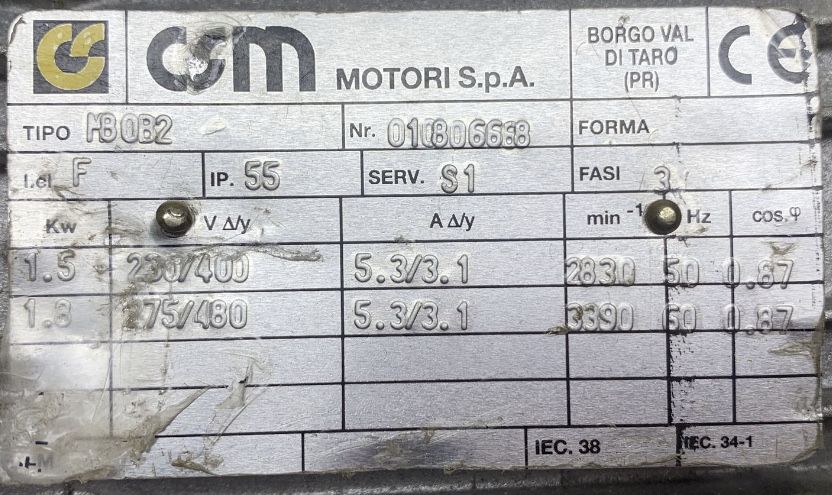 CSM MOTORI S.p.A.
BORGO VAL
DI TARO
(PR)
CE
TIPO M80B2 Nr. FORMA
I.cl F IP. 55 SERV. S1 FASI 3
Kw V Δ/y A Δ/y min -1 Hz cos.φ
1.5 230/400 5.3/3.1 2830 50 0.87
1.8 275/480 5.3/3.1 3390 60 0.87
IEC. 38 IEC. 34-1